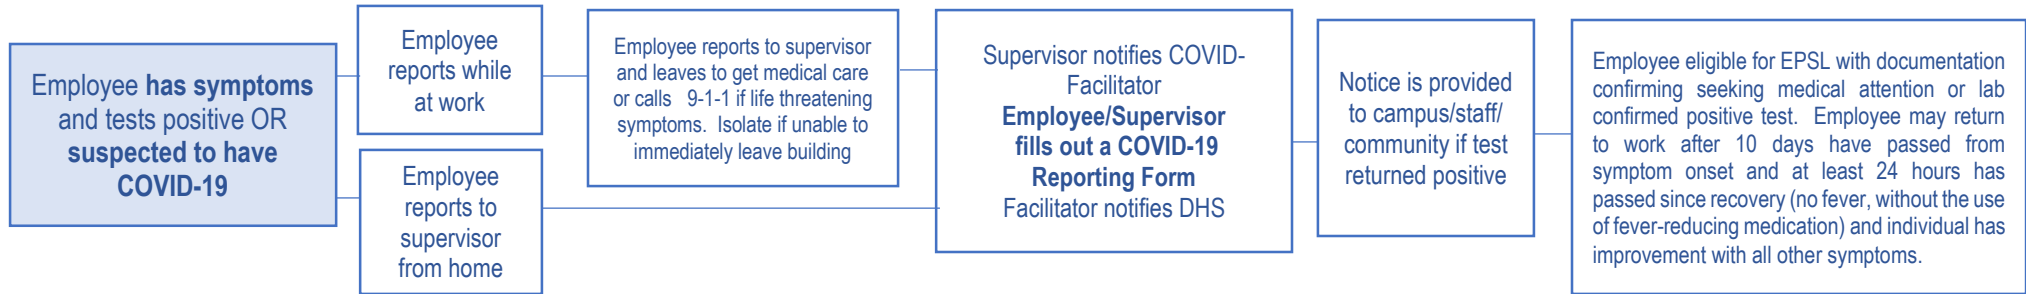 Employee has symptoms
and tests positive OR
suspected to have
COVID-19
Employee
reports while
at work
Employee
reports to
supervisor
from home
Employee reports to supervisor
and leaves to get medical care
or calls 9-1-1 if life threatening
symptoms. Isolate if unable to
immediately leave building
Supervisor notifies COVID-
Facilitator
Employee/Supervisor
fills out a COVID-19
Reporting Form
Facilitator notifies DHS
Notice is provided
to campus/staff/
community if test
returned positive
Employee eligible for EPSL with documentation
confirming seeking medical attention or lab
confirmed positive test. Employee may return
to work after 10 days have passed from
symptom onset and at least 24 hours has
passed since recovery (no fever, without the use
of fever-reducing medication) and individual has
improvement with all other symptoms.